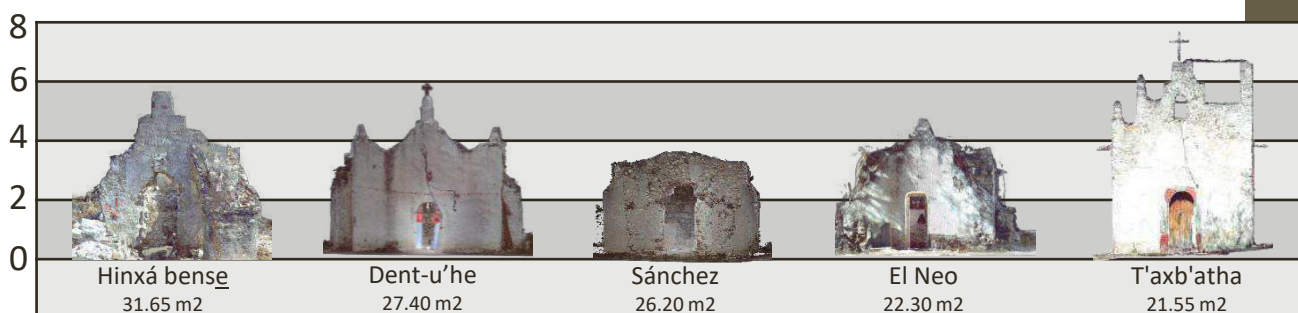 8
6
4
2
0
Hinxá bense Dent-u’he Sánchez El Neo T'axb'atha
31.65 m2 27.40 m2 26.20 m2 22.30 m2 21.55 m2